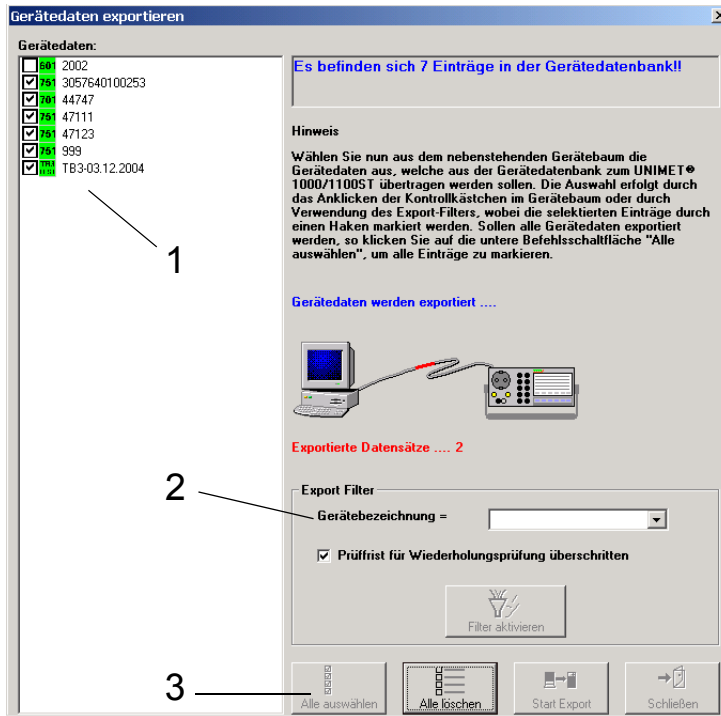 Gerätedaten exportieren
Gerätedaten:
601 2002
751 3057640100253
701 44747
751 47111
751 47123
751 999
TB3-03.12.2004
1
Es befinden sich 7 Einträge in der Gerätedatenbank!!
Hinweis
Wählen Sie nun aus dem nebenstehenden Gerätebaum die
Gerätedaten aus, welche aus der Gerätedatenbank zum UNIMET®
1000/1100ST übertragen werden sollen. Die Auswahl erfolgt durch
das Anklicken der Kontrollkästchen im Gerätebaum oder durch
Verwendung des Export-Filters, wobei die selektierten Einträge durch
einen Haken markiert werden. Sollen alle Gerätedaten exportiert
werden, so klicken Sie auf die untere Befehlsschaltfläche "Alle
auswählen", um alle Einträge zu markieren.
Gerätedaten werden exportiert ....
Exportierte Datensätze .... 2
2
Export Filter
Gerätebezeichnung =
Prüffrist für Wiederholungsprüfung überschritten
Filter aktivieren
3
Alle auswählen
Alle löschen
Start Export
Schließen